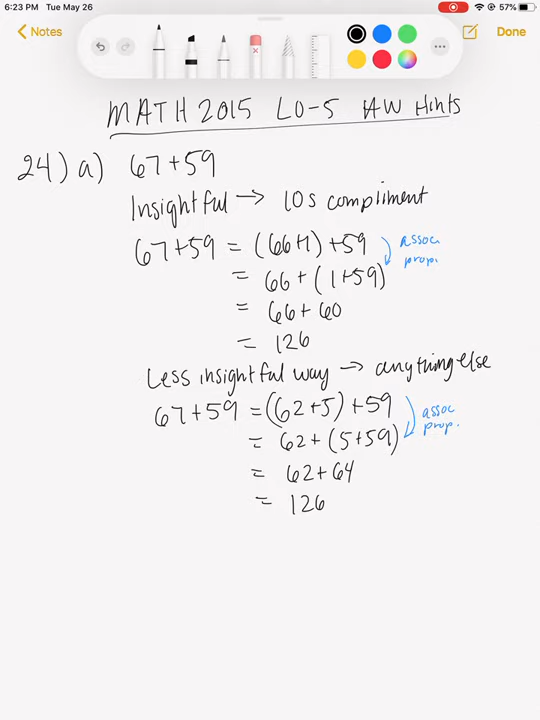 6:23 PM Tue May 26 57%
Notes Done
MATH 2015 LO-5 HW Hints
24) a) 67+59
Insightful → 10s compliment
67+59 = (66+1) + 59 assoc.
= 66 + (1+59) prop.
= 66 + 60
= 126
Less insightful way → anything else
67+59 = (62+5) + 59 assoc
= 62 + (5+59) prop.
= 62 + 64
= 126